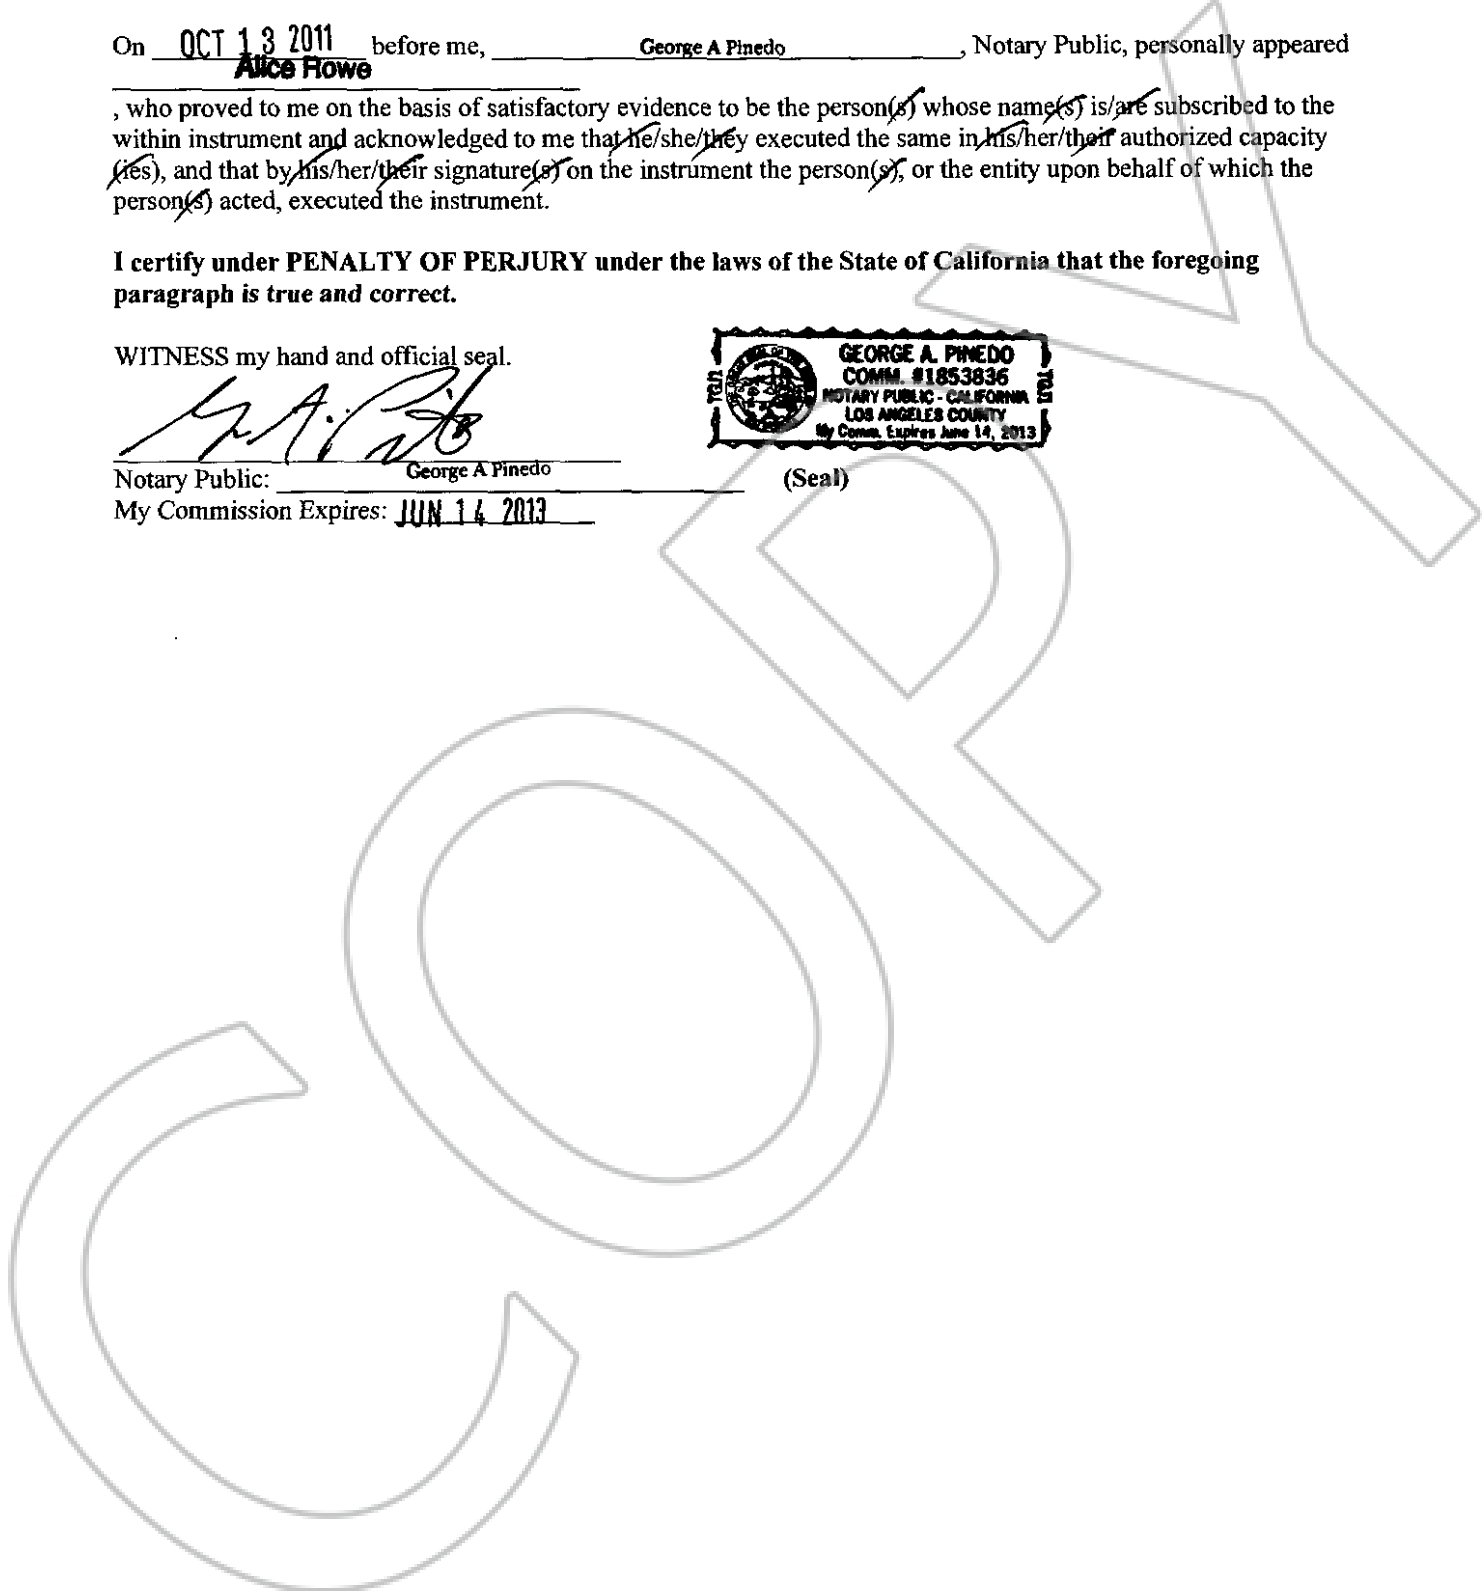 On OCT 13 2011 before me, George A Pinedo, Notary Public, personally appeared
Alice Rowe
, who proved to me on the basis of satisfactory evidence to be the person(s) whose name(s) is/are subscribed to the
within instrument and acknowledged to me that he/she/they executed the same in his/her/their authorized capacity
(ies), and that by his/her/their signature(s) on the instrument the person(s), or the entity upon behalf of which the
person(s) acted, executed the instrument.
I certify under PENALTY OF PERJURY under the laws of the State of California that the foregoing
paragraph is true and correct.
WITNESS my hand and official seal.
GEORGE A. PINEDO
COMM. #1853836
NOTARY PUBLIC - CALIFORNIA
LOS ANGELES COUNTY
My Comm. Expires June 14, 2013
Notary Public: George A Pinedo (Seal)
My Commission Expires: JUN 14 2013
COPY